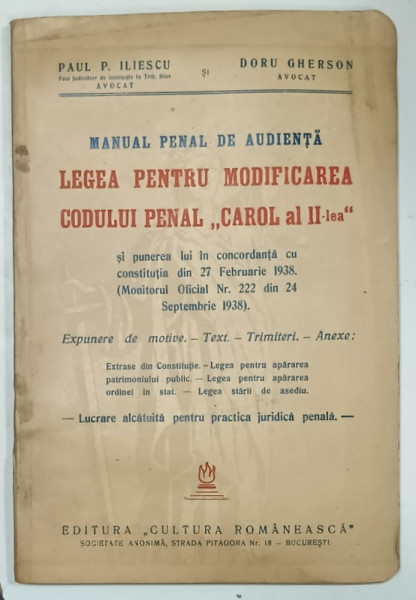 PAUL P. ILIESCU
Fost judecător de instrucție la Trib. Ilfov
AVOCAT
ȘI
DORU GHERSON
AVOCAT
MANUAL PENAL DE AUDIENȚĂ
LEGEA PENTRU MODIFICAREA
CODULUI PENAL „CAROL al II-lea“
și punerea lui în concordanță cu
constituția din 27 Februarie 1938.
(Monitorul Oficial Nr. 222 din 24
Septembrie 1938).
Expunere de motive. – Text. – Trimiteri. – Anexe:
Extrase din Constituție. – Legea pentru apărarea
patrimoniului public. — Legea pentru apărarea
ordinei în stat. — Legea stării de asediu.
— Lucrare alcătuită pentru practica juridică penală. —
EDITURA „CULTURA ROMÂNEASCĂ”
SOCIETATE ANONIMĂ, STRADA PITAGORA Nr. 18 — BUCUREȘTI.